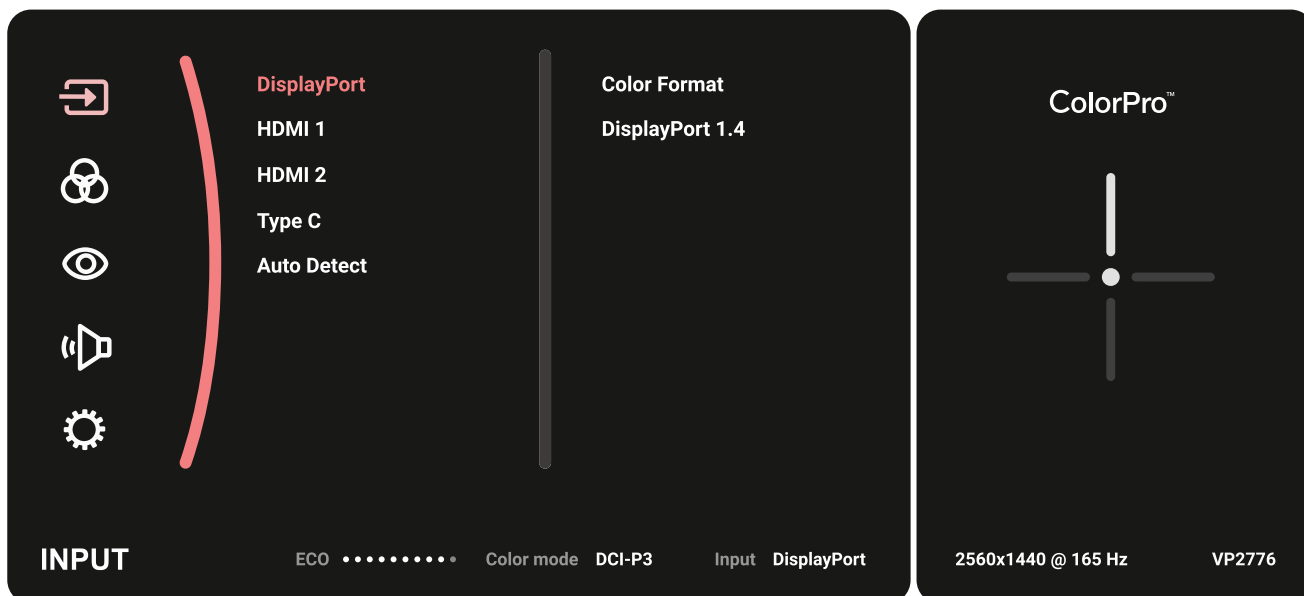 DisplayPort
HDMI 1
HDMI 2
Type C
Auto Detect
Color Format
DisplayPort 1.4
INPUT
ECO
Color mode DCI-P3
Input DisplayPort
ColorPro™
2560x1440 @ 165 Hz
VP2776